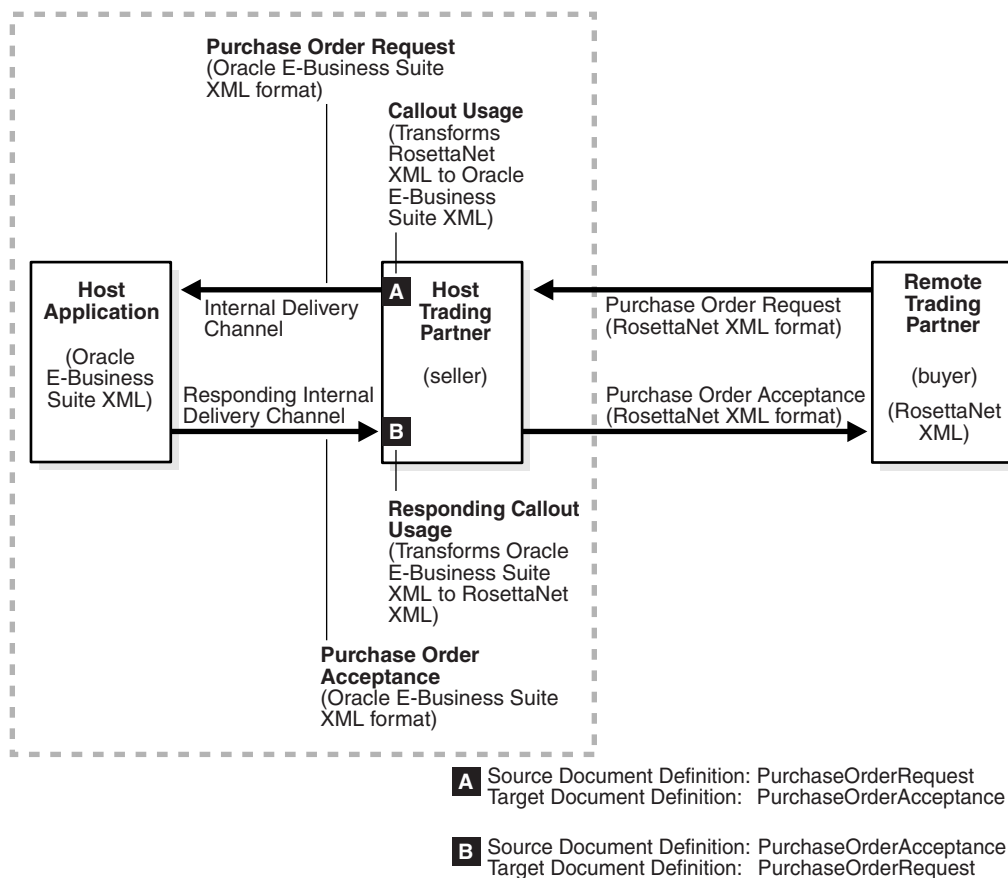 Purchase Order Request
(Oracle E-Business Suite
XML format)
Callout Usage
(Transforms
RosettaNet
XML to Oracle
E-Business
Suite XML)
Host
Application
(Oracle
E-Business
Suite XML)
Internal Delivery
Channel
Responding Internal
Delivery Channel
A
Host
Trading
Partner
(seller)
B
Purchase Order Request
(RosettaNet XML format)
Purchase Order Acceptance
(RosettaNet XML format)
Remote
Trading
Partner
(buyer)
(RosettaNet
XML)
Responding Callout
Usage
(Transforms Oracle
E-Business Suite
XML to RosettaNet
XML)
Purchase Order
Acceptance
(Oracle E-Business Suite
XML format)
A Source Document Definition: PurchaseOrderRequest
Target Document Definition: PurchaseOrderAcceptance
B Source Document Definition: PurchaseOrderAcceptance
Target Document Definition: PurchaseOrderRequest